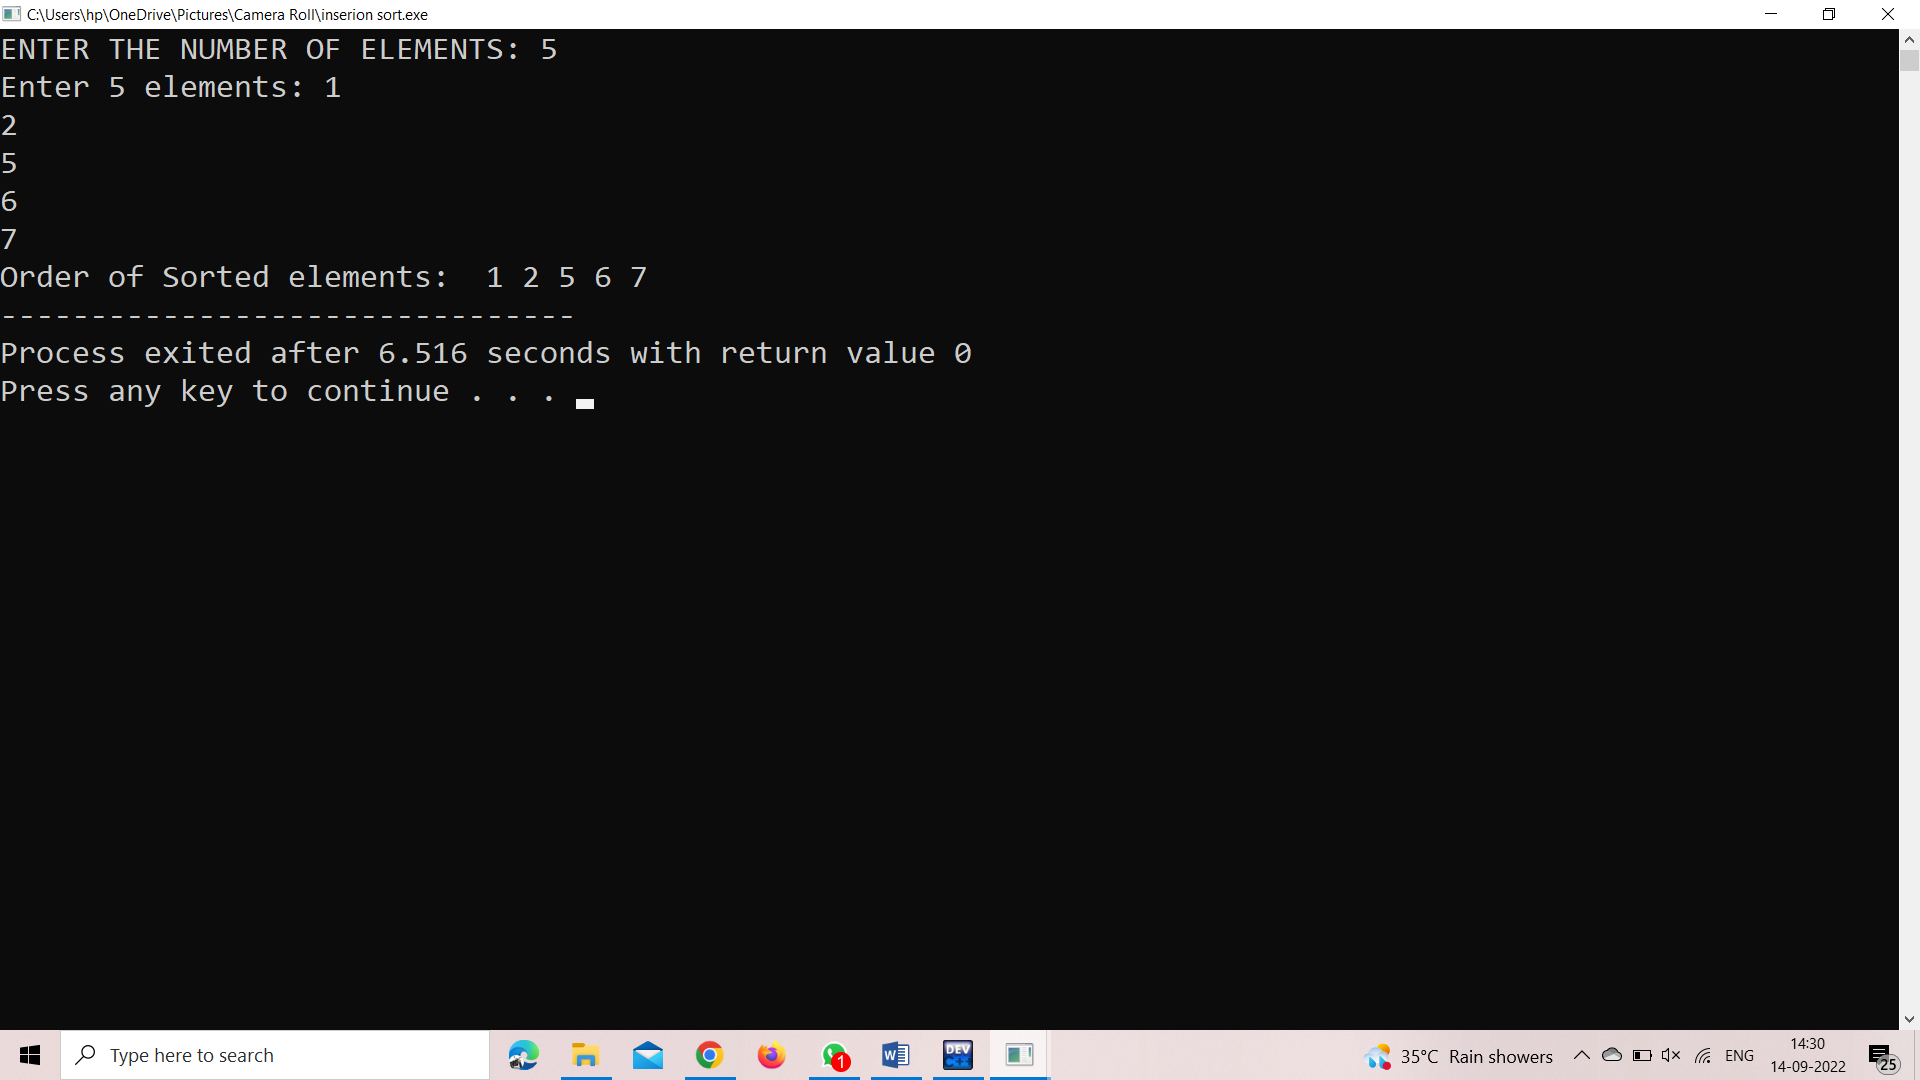 C:\Users\hp\OneDrive\Pictures\Camera Roll\inserion sort.exe
ENTER THE NUMBER OF ELEMENTS: 5
Enter 5 elements: 1
2
5
6
7
Order of Sorted elements:  1 2 5 6 7
--------------------------------
Process exited after 6.516 seconds with return value 0
Press any key to continue . . .
Type here to search
1
W
DEV
C++
35°C Rain showers
ENG
14:30
14-09-2022
25